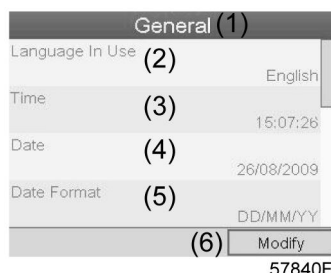 General (1)
Language In Use (2)
English
Time (3)
15:07:26
Date (4)
26/08/2009
Date Format (5)
DD/MM/YY
(6) Modify
57840F